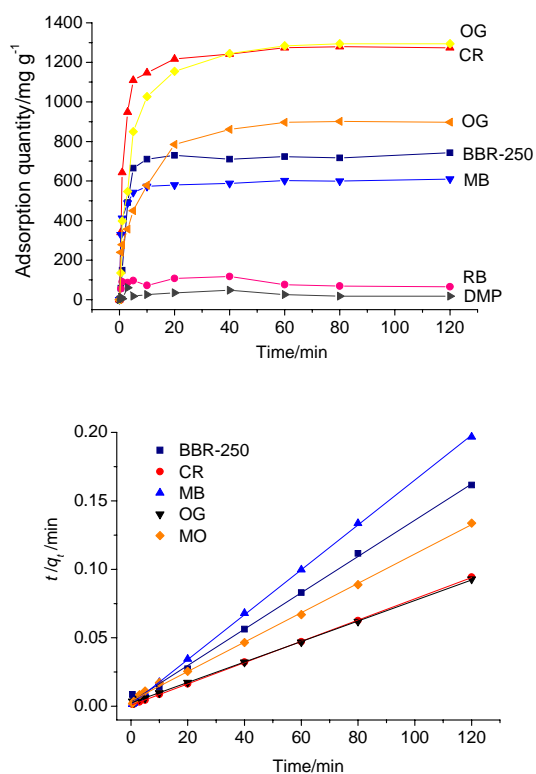 OG
CR
OG
BBR-250
MB
RB
DMP
1400
1200
1000
800
600
400
200
0
Adsorption quantity/mg g⁻¹
0 20 40 60 80 100 120
Time/min
BBR-250
CR
MB
OG
MO
0.20
0.15
0.10
0.05
0.00
t/qₜ/min
0 20 40 60 80 100 120
Time/min